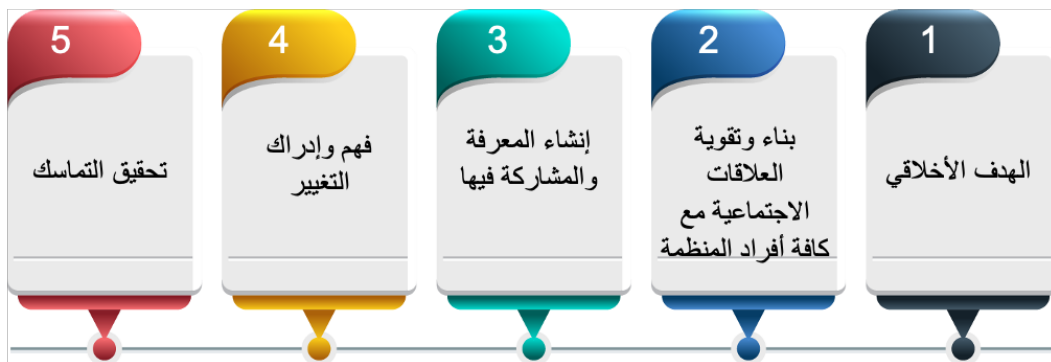 1
الهدف الأخلاقي
2
بناء وتقوية
العلاقات
الاجتماعية مع
كافة أفراد المنظمة
3
إنشاء المعرفة
والمشاركة فيها
4
فهم وإدراك
التغيير
5
تحقيق التماسك